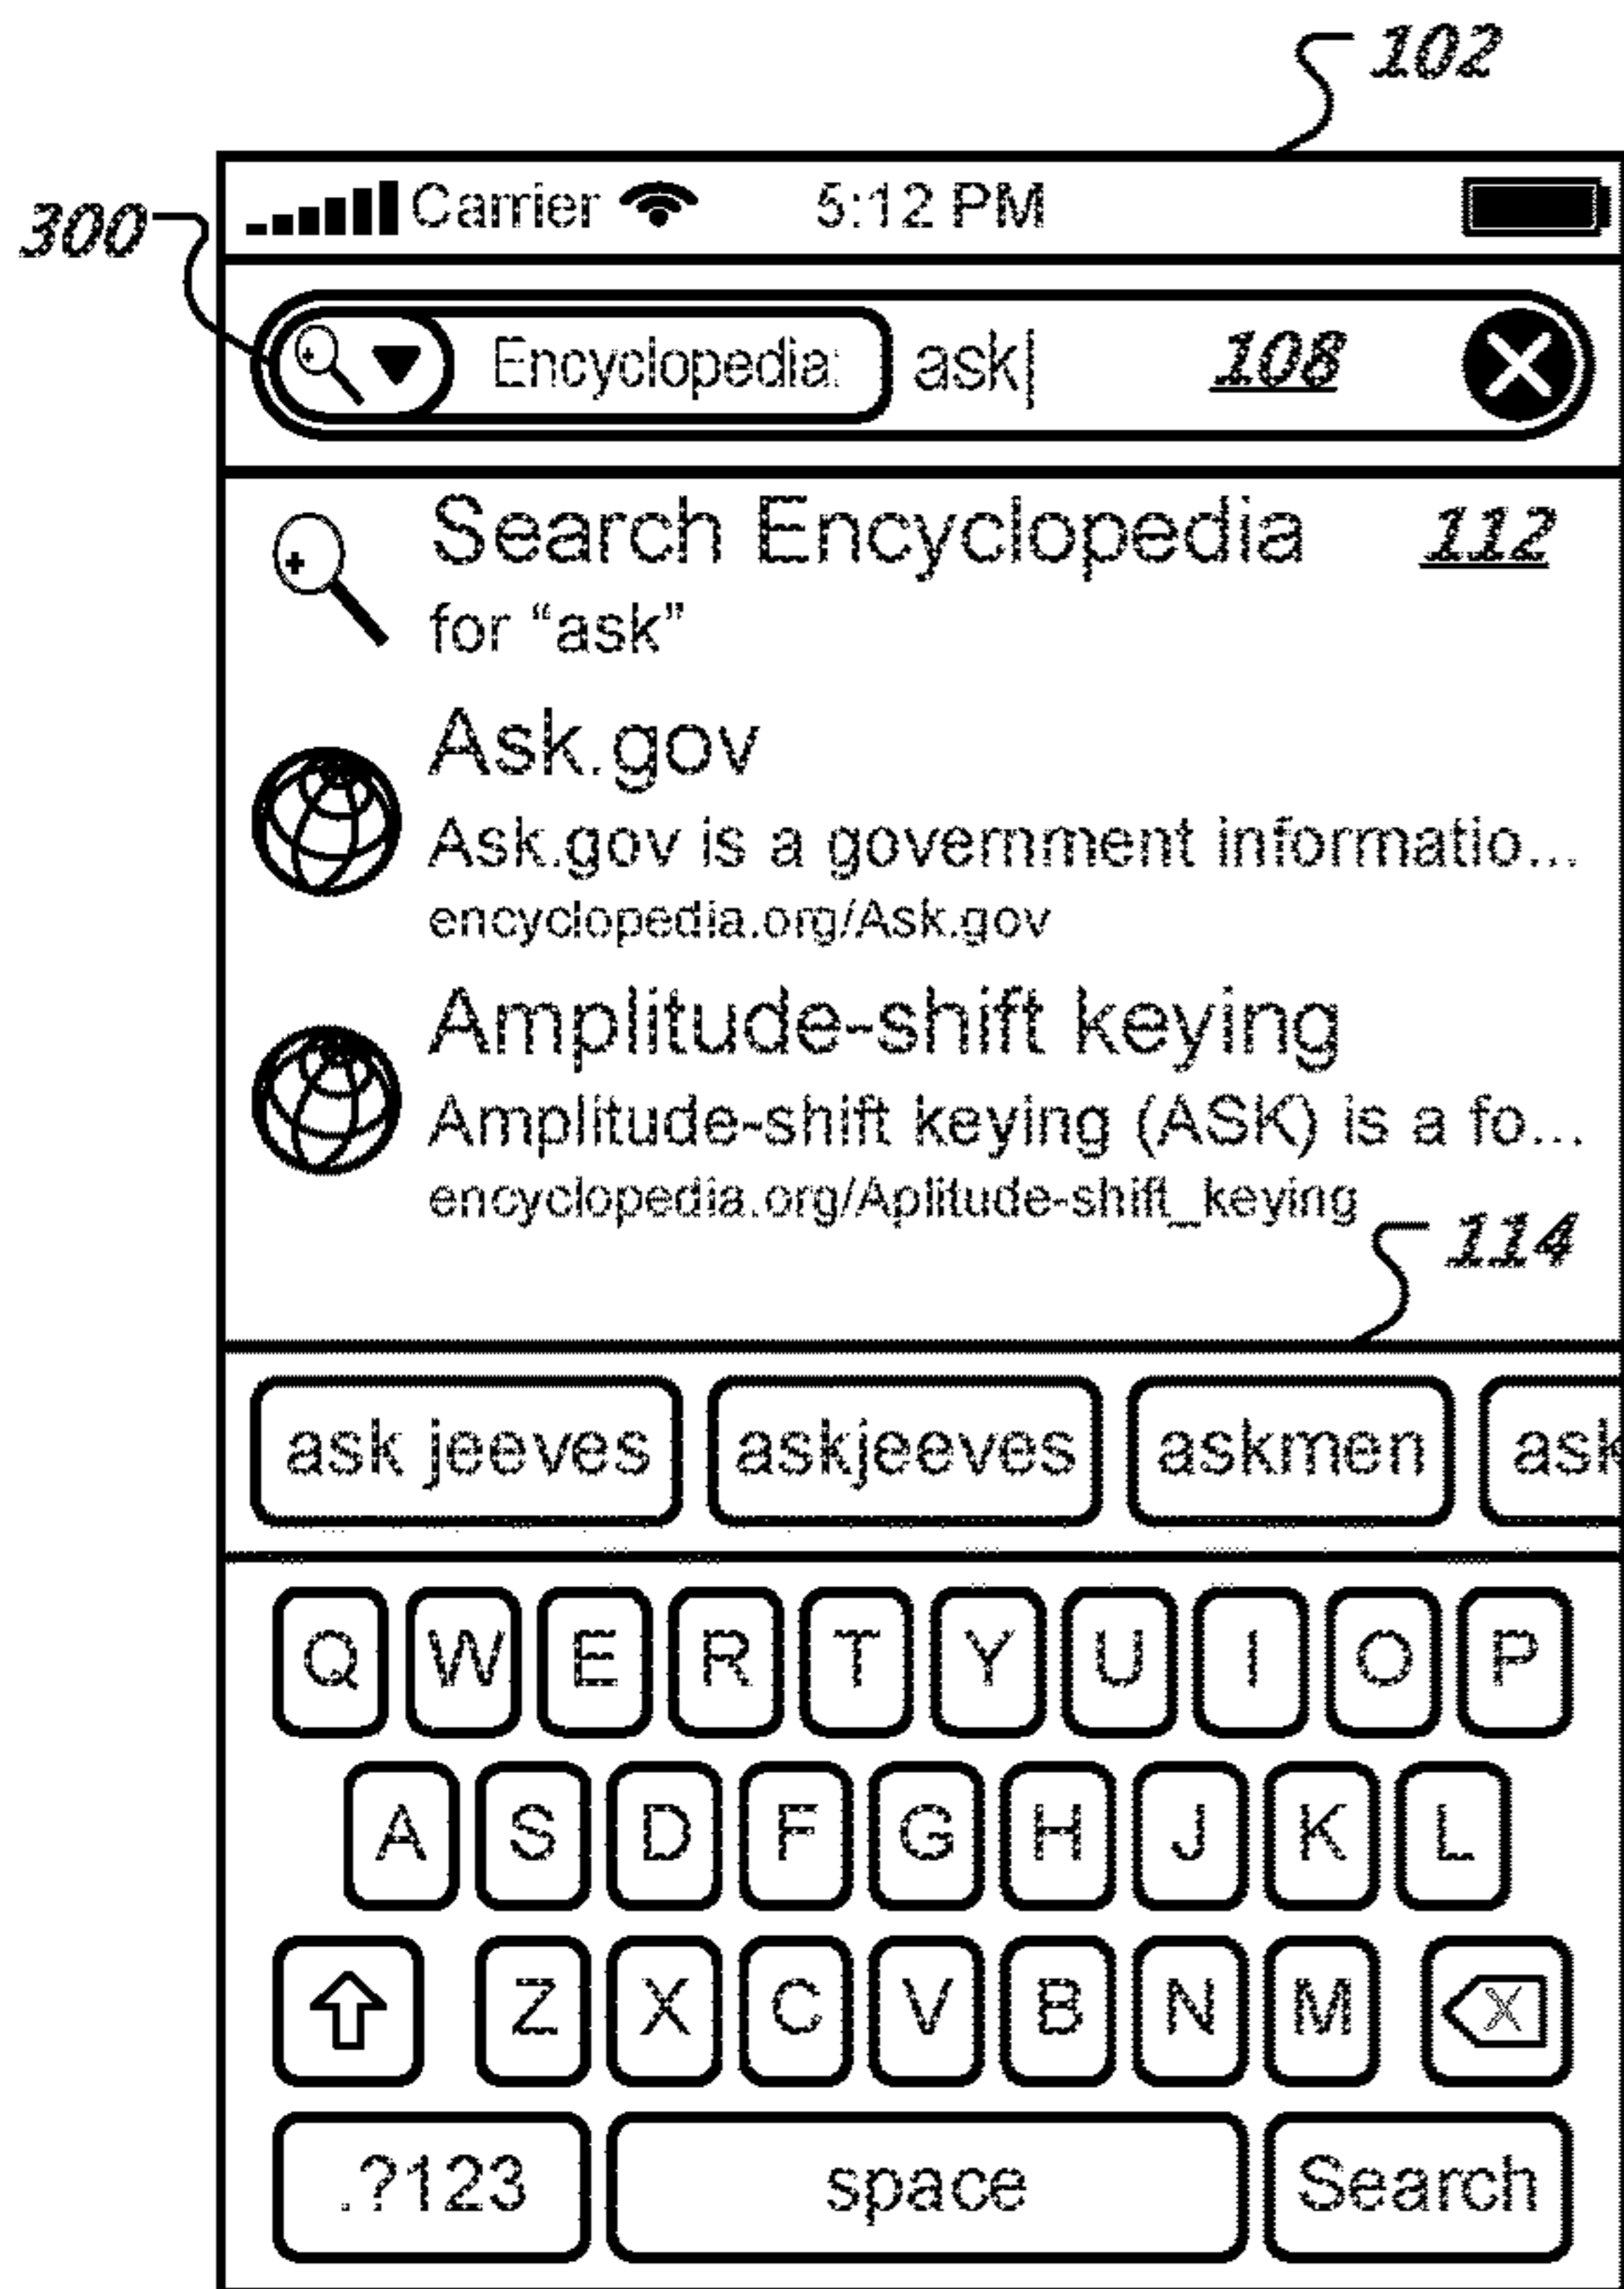 102
Carrier 5:12 PM
300
Encyclopedia: ask 108
Search Encyclopedia 112
for “ask”
Ask.gov
Ask.gov is a government informatio...
encyclopedia.org/Ask.gov
Amplitude-shift keying
Amplitude-shift keying (ASK) is a fo...
encyclopedia.org/Aplitude-shift_keying
114
ask jeeves askjeeves askmen ask
Q W E R T Y U I O P
A S D F G H J K L
Z X C V B N M X
.?123 space Search